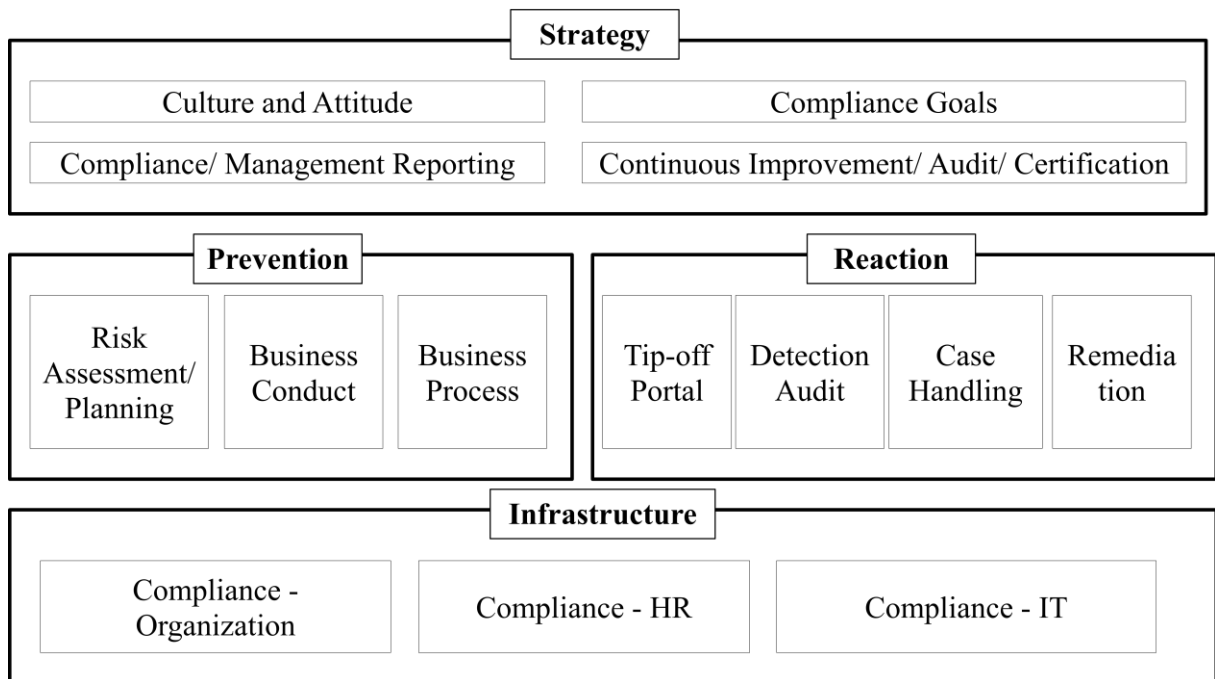 Strategy
Culture and Attitude
Compliance Goals
Compliance/ Management Reporting
Continuous Improvement/ Audit/ Certification
Prevention
Risk
Assessment/
Planning
Business
Conduct
Business
Process
Reaction
Tip-off
Portal
Detection
Audit
Case
Handling
Remedia
tion
Infrastructure
Compliance -
Organization
Compliance - HR
Compliance - IT